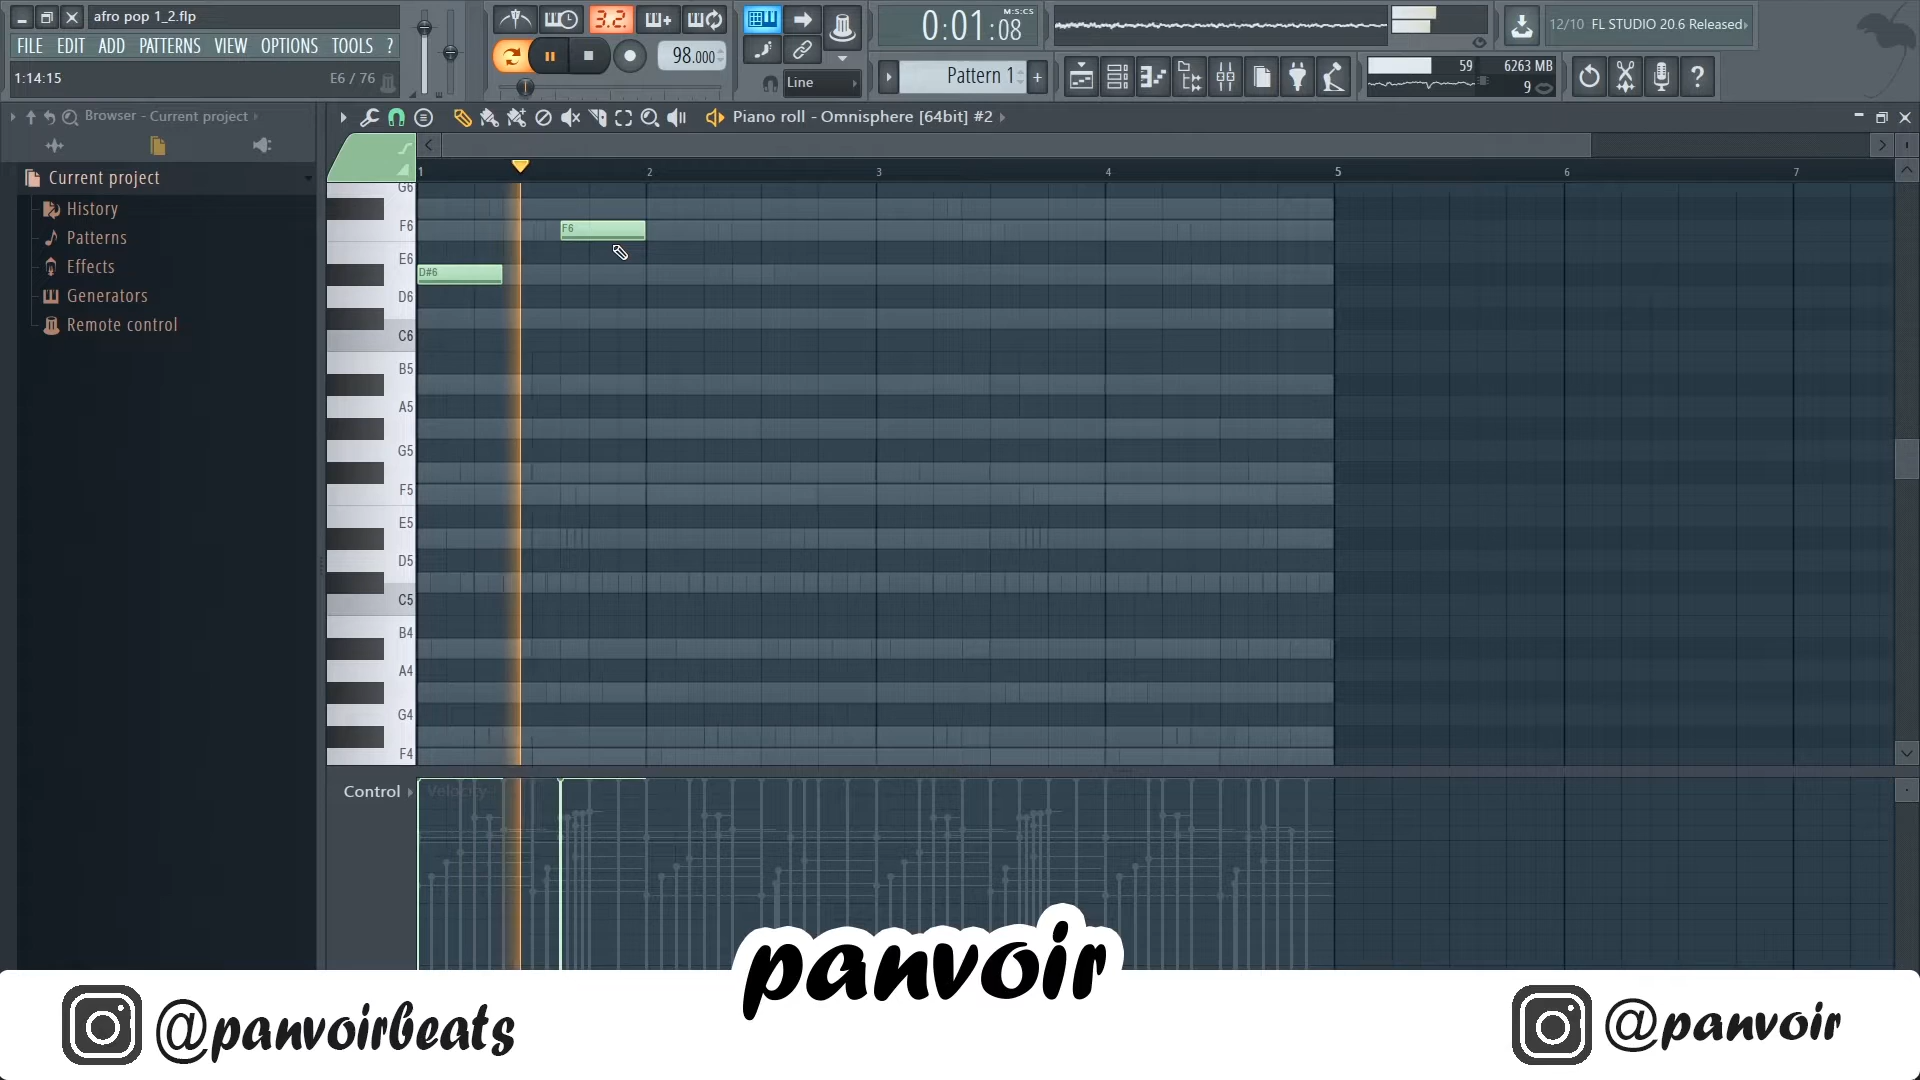 afro pop 1_2.flp
FILE EDIT ADD PATTERNS VIEW OPTIONS TOOLS ?
1:14:15 E6 / 76
3.2.
98.000
Line
0:01:08
M:S:CS
Pattern 1
59 6263 MB
9
12/10 FL STUDIO 20.6 Released
Browser - Current project
Piano roll - Omnisphere [64bit] #2
Current project
History
Patterns
Effects
Generators
Remote control
1 2 3 4 5 6 7
G6
F6
E6
D6
C6
B5
A5
G5
F5
E5
D5
C5
B4
A4
G4
F4
F6
D#6
Control
Velocity
panvoir
@panvoirbeats
@panvoir